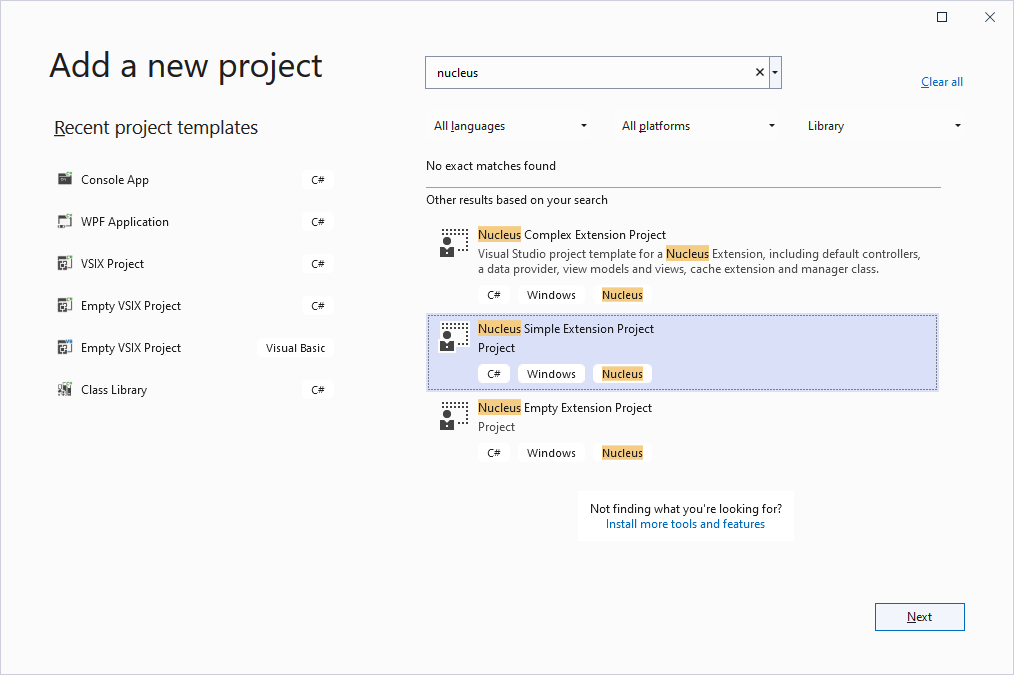 Add a new project
nucleus
Clear all
Recent project templates
All languages
All platforms
Library
Console App
C#
WPF Application
C#
VSIX Project
C#
Empty VSIX Project
C#
Empty VSIX Project
Visual Basic
Class Library
C#
No exact matches found
Other results based on your search
Nucleus Complex Extension Project
Visual Studio project template for a Nucleus Extension, including default controllers,
a data provider, view models and views, cache extension and manager class.
C# Windows Nucleus
Nucleus Simple Extension Project
Project
C# Windows Nucleus
Nucleus Empty Extension Project
Project
C# Windows Nucleus
Not finding what you're looking for?
Install more tools and features
Next